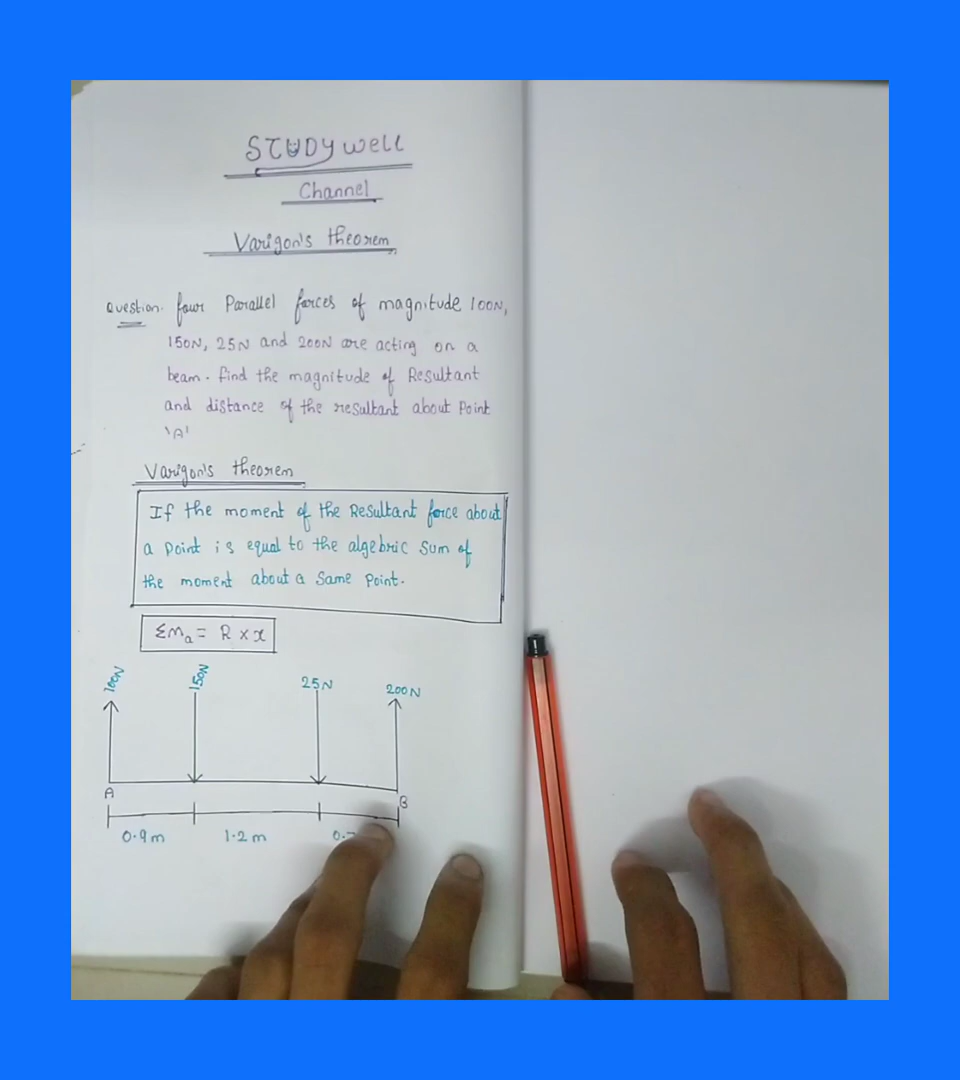 STUDY well
Channel
Varigon's theorem
Question. four Parallel forces of magnitude 100N,
150N, 25N and 200N are acting on a
beam. find the magnitude of Resultant
and distance of the resultant about Point
'A'
Varigon's theorem
If the moment of the Resultant force about
a point is equal to the algebric sum of
the moment about a same point.
Σma = R × x
100N 150N 25N 200N
A B
0.9m 1.2m 0.